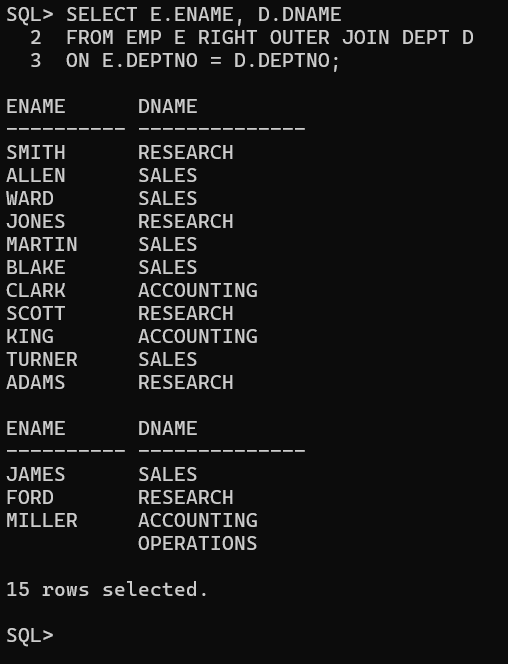 SQL> SELECT E.ENAME, D.DNAME
  2  FROM EMP E RIGHT OUTER JOIN DEPT D
  3  ON E.DEPTNO = D.DEPTNO;

ENAME      DNAME
---------- --------------
SMITH      RESEARCH
ALLEN      SALES
WARD       SALES
JONES      RESEARCH
MARTIN     SALES
BLAKE      SALES
CLARK      ACCOUNTING
SCOTT      RESEARCH
KING       ACCOUNTING
TURNER     SALES
ADAMS      RESEARCH

ENAME      DNAME
---------- --------------
JAMES      SALES
FORD       RESEARCH
MILLER     ACCOUNTING
           OPERATIONS

15 rows selected.

SQL>